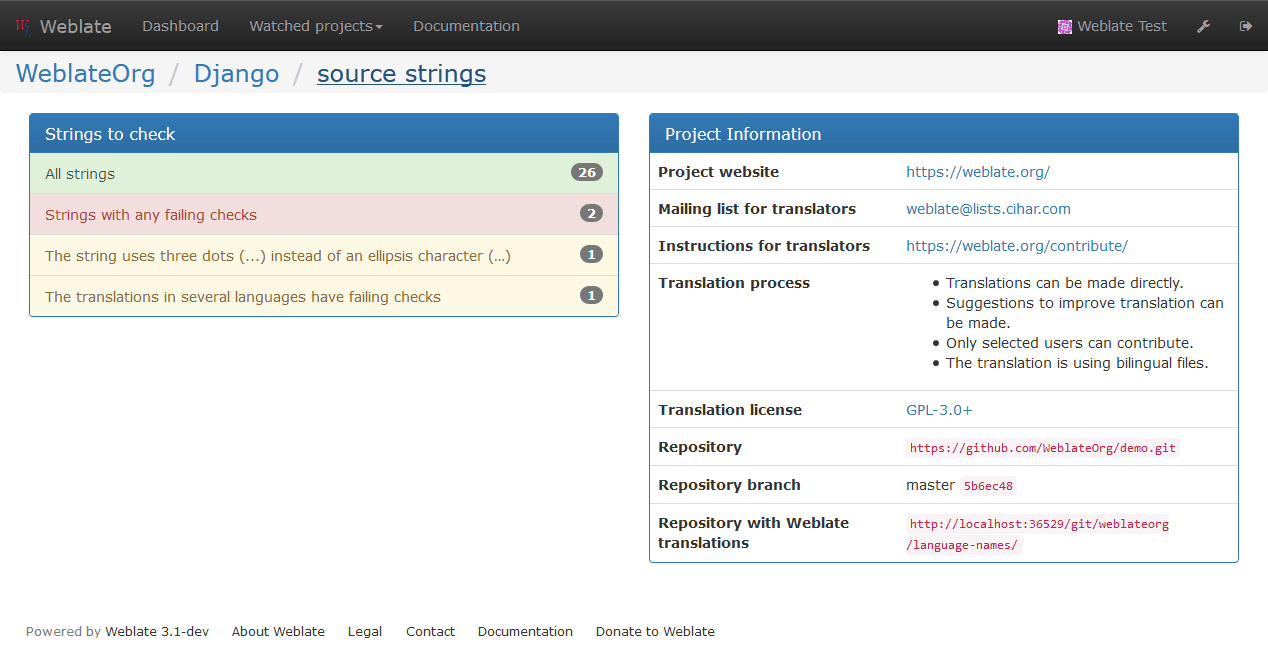 Weblate Dashboard Watched projects Documentation Weblate Test
WeblateOrg / Django / source strings
Strings to check
All strings 26
Strings with any failing checks 2
The string uses three dots (...) instead of an ellipsis character (…) 1
The translations in several languages have failing checks 1
Project Information
Project website https://weblate.org/
Mailing list for translators weblate@lists.cihar.com
Instructions for translators https://weblate.org/contribute/
Translation process
• Translations can be made directly.
• Suggestions to improve translation can
be made.
• Only selected users can contribute.
• The translation is using bilingual files.
Translation license GPL-3.0+
Repository https://github.com/WeblateOrg/demo.git
Repository branch master 5b6ec48
Repository with Weblate http://localhost:36529/git/weblateorg
translations /language-names/
Powered by Weblate 3.1-dev About Weblate Legal Contact Documentation Donate to Weblate